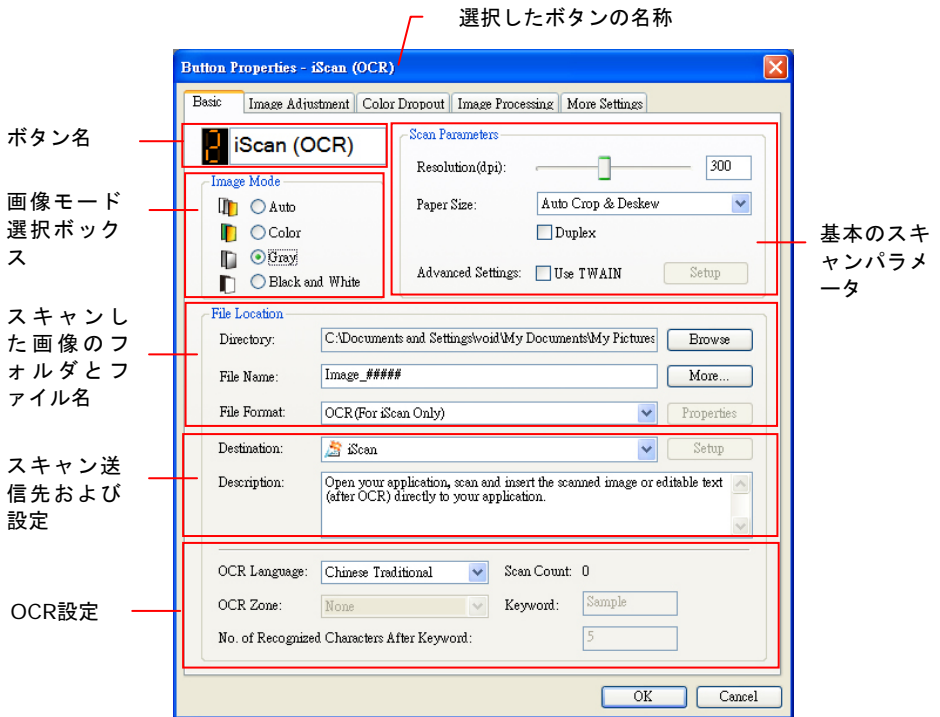 選択したボタンの名称
Button Properties - iScan (OCR)
Basic Image Adjustment Color Dropout Image Processing More Settings
ボタン名
2 iScan (OCR)
画像モード
選択ボック
ス
Image Mode
Auto
Color
Gray
Black and White
Scan Parameters
Resolution(dpi): 300
Paper Size: Auto Crop & Deskew
Duplex
Advanced Settings: Use TWAIN Setup
基本のスキ
ャンパラメ
ータ
スキャンし
た画像のフ
ォルダとフ
ァイル名
File Location
Directory: C:\Documents and Settings\void\My Documents\My Pictures Browse
File Name: Image_##### More...
File Format: OCR(For iScan Only) Properties
スキャン送
信先および
設定
Destination: iScan Setup
Description: Open your application, scan and insert the scanned image or editable text
(after OCR) directly to your application.
OCR設定
OCR Language: Chinese Traditional Scan Count: 0
OCR Zone: None Keyword: Sample
No. of Recognized Characters After Keyword: 5
OK Cancel